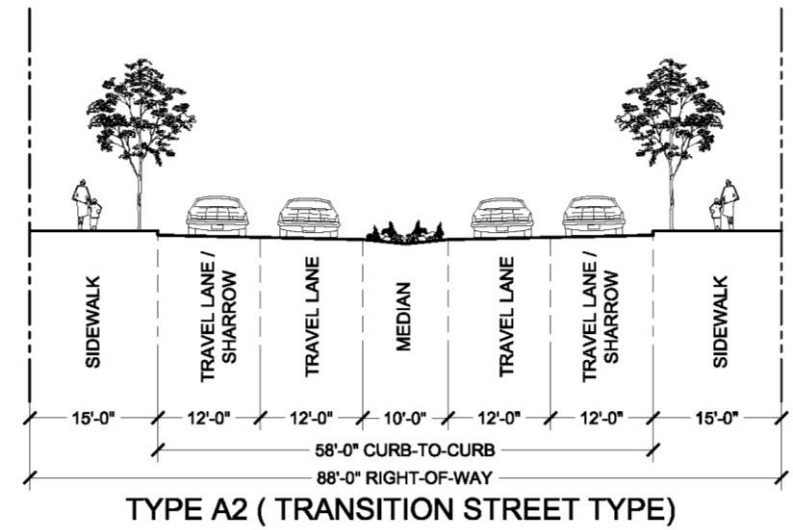 SIDEWALK
TRAVEL LANE /
SHARROW
TRAVEL LANE
MEDIAN
TRAVEL LANE
TRAVEL LANE /
SHARROW
SIDEWALK
15'-0" 12'-0" 12'-0" 10'-0" 12'-0" 12'-0" 15'-0"
58'-0" CURB-TO-CURB
88'-0" RIGHT-OF-WAY
TYPE A2 ( TRANSITION STREET TYPE)